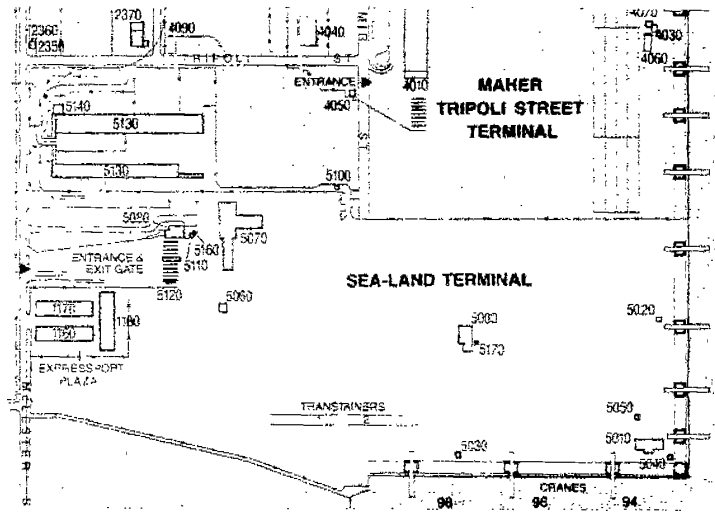 2360
2350
2370
4090
4040
4070
4030
4060
TRIPOLI ST
ENTRANCE
4050
4010
MAHER
TRIPOLI STREET
TERMINAL
5140
5130
5130
5100
5080
5160
5110
5070
ENTRANCE &
EXIT GATE
5120
5060
SEA-LAND TERMINAL
1170
1160
1180
EXPRESSPORT
PLAZA
5020
5170
TRANSTAINERS
5050
5010
5030
5040
CRANES
98
96
94